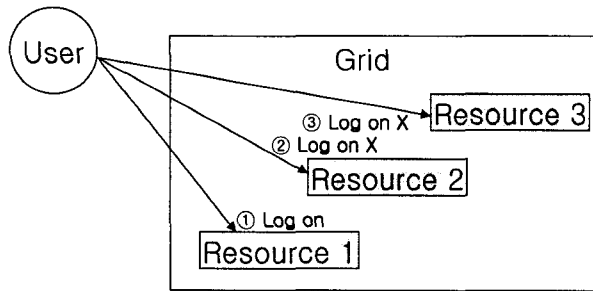 User
Grid
Resource 3
③ Log on X
② Log on X
Resource 2
① Log on
Resource 1